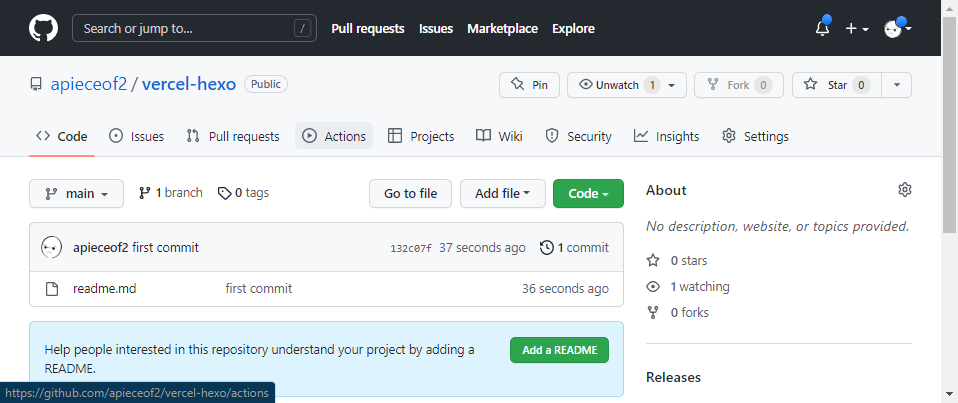 Search or jump to... / Pull requests Issues Marketplace Explore
apieceof2 / vercel-hexo Public Pin Unwatch 1 Fork 0 Star 0
Code Issues Pull requests Actions Projects Wiki Security Insights Settings
main 1 branch 0 tags Go to file Add file Code
apieceof2 first commit 132c07f 37 seconds ago 1 commit
readme.md first commit 36 seconds ago
Help people interested in this repository understand your project by adding a
README.
Add a README
About
No description, website, or topics provided.
0 stars
1 watching
0 forks
Releases
https://github.com/apieceof2/vercel-hexo/actions